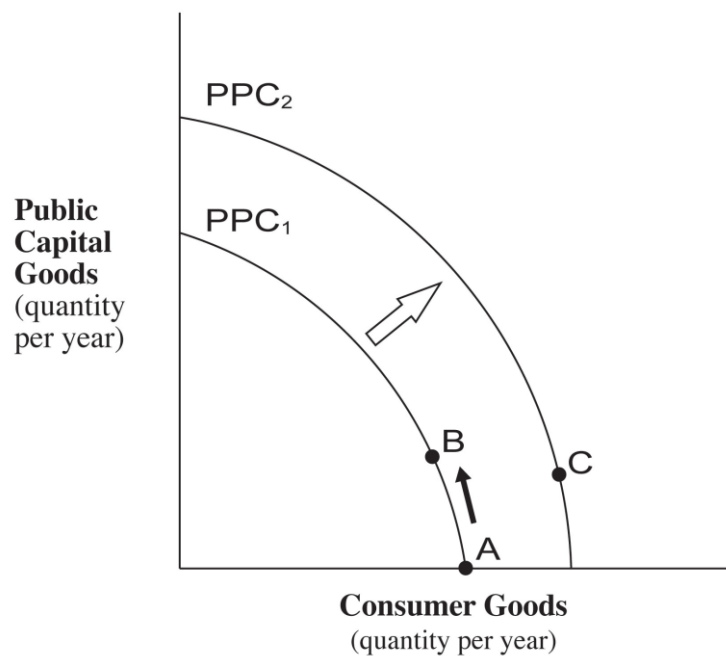 PPC₂
PPC₁
Public
Capital
Goods
(quantity
per year)
B
C
A
Consumer Goods
(quantity per year)